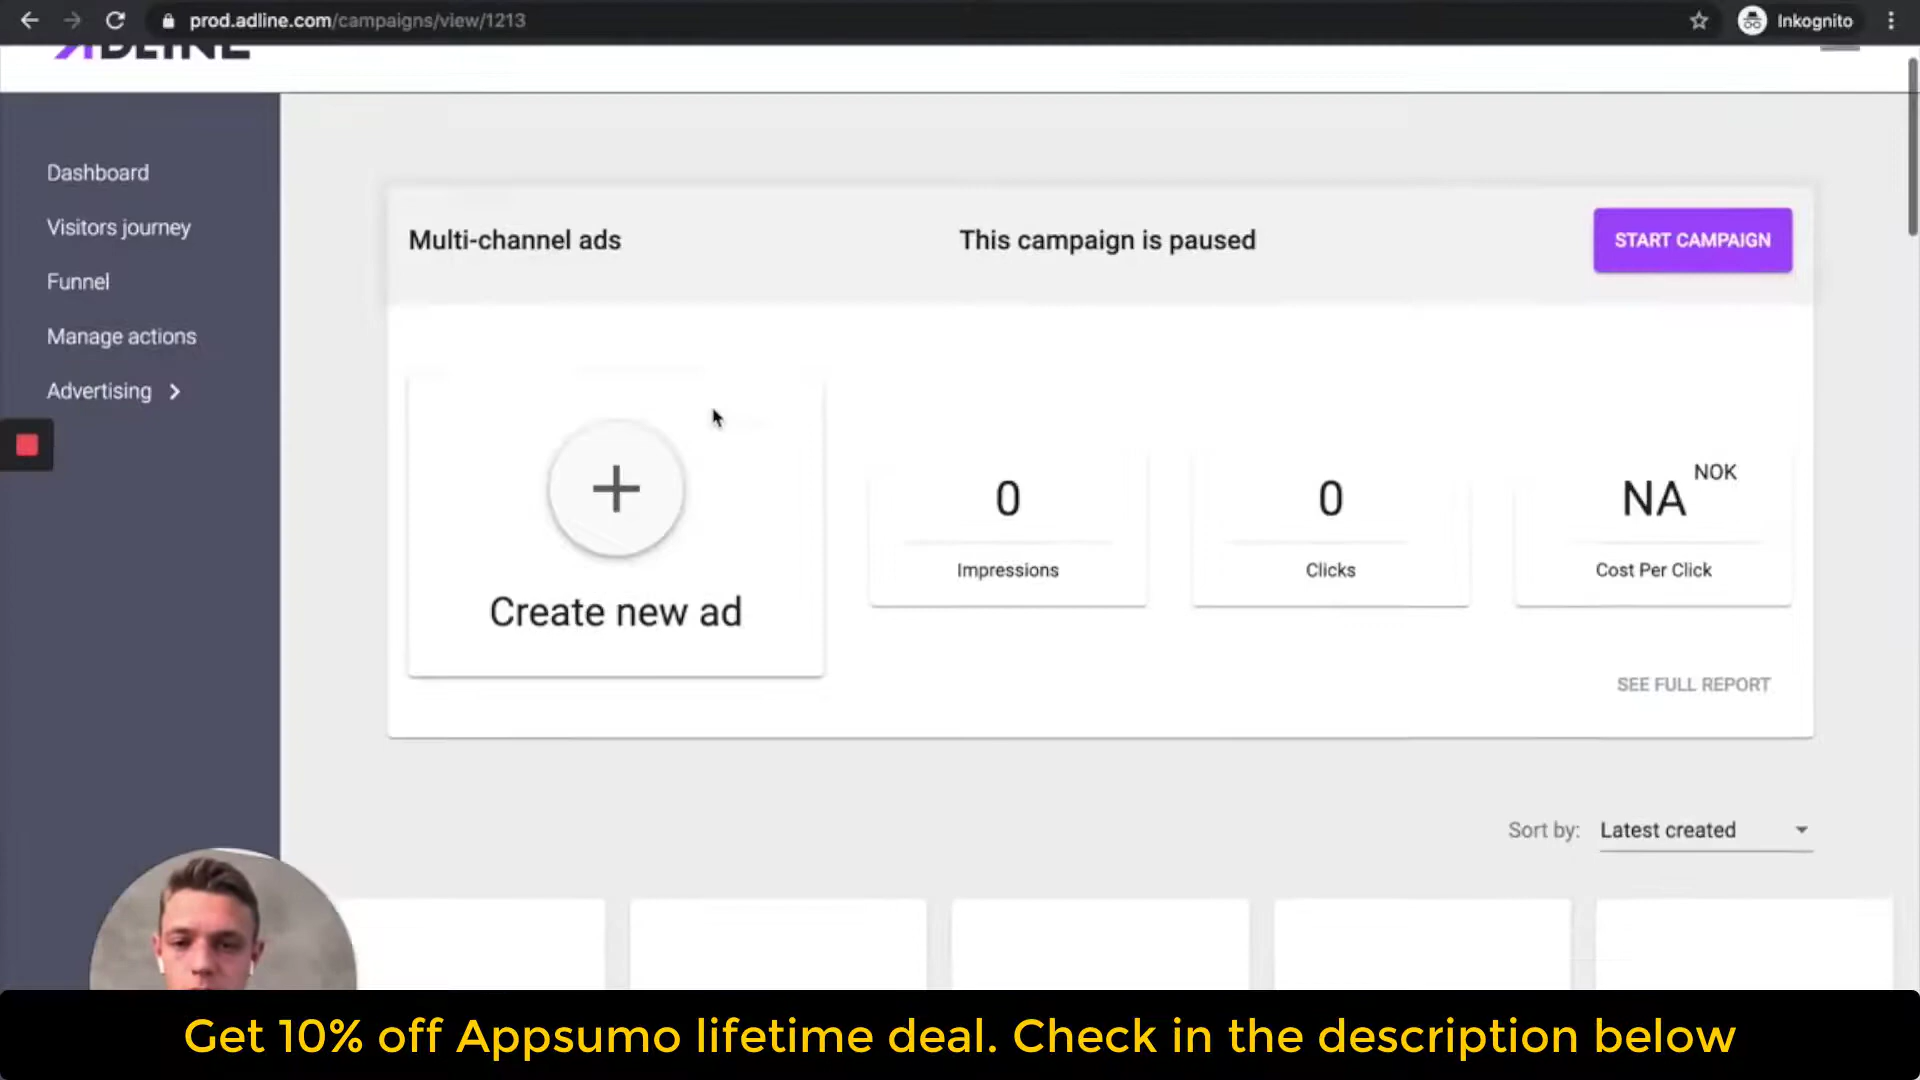 prod.adline.com/campaigns/view/1213
Inkognito
ADLINE
Dashboard
Visitors journey
Funnel
Manage actions
Advertising
Multi-channel ads
This campaign is paused
START CAMPAIGN
Create new ad
0
Impressions
0
Clicks
NA NOK
Cost Per Click
SEE FULL REPORT
Sort by: Latest created
Get 10% off Appsumo lifetime deal. Check in the description below